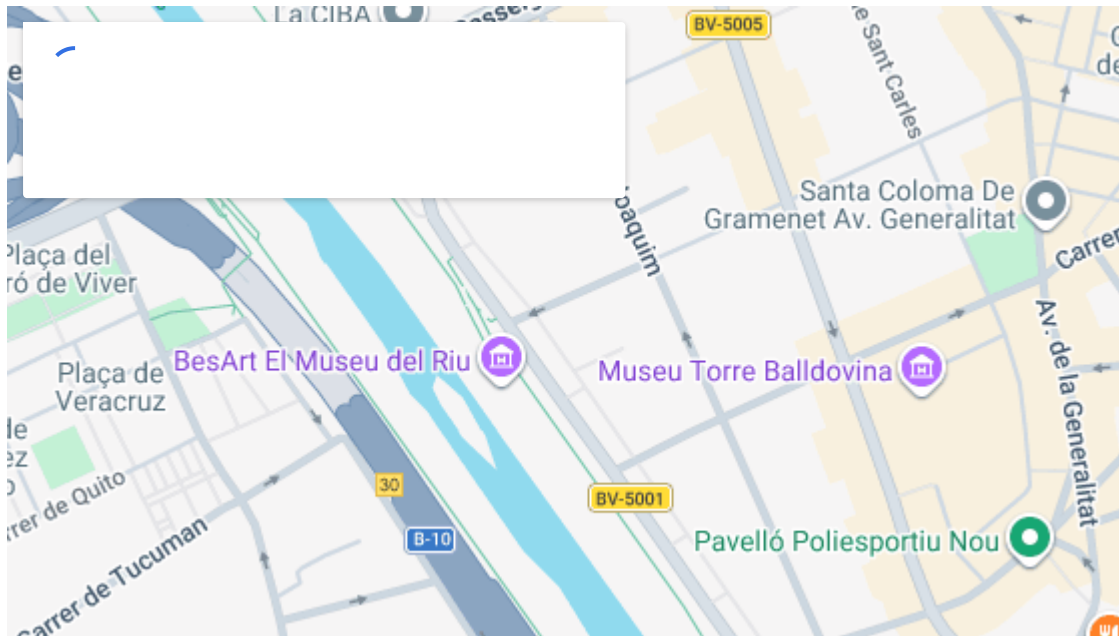 La CIBA
BV-5005
Sant Carles
Santa Coloma De
Gramenet Av. Generalitat
Joaquim
Carrer
Plaça del
ró de Viver
Av. de la Generalitat
BesArt El Museu del Riu
Museu Torre Balldovina
Plaça de
Veracruz
de
30
BV-5001
rer de Quito
B-10
Pavelló Poliesportiu Nou
Carrer de Tucuman